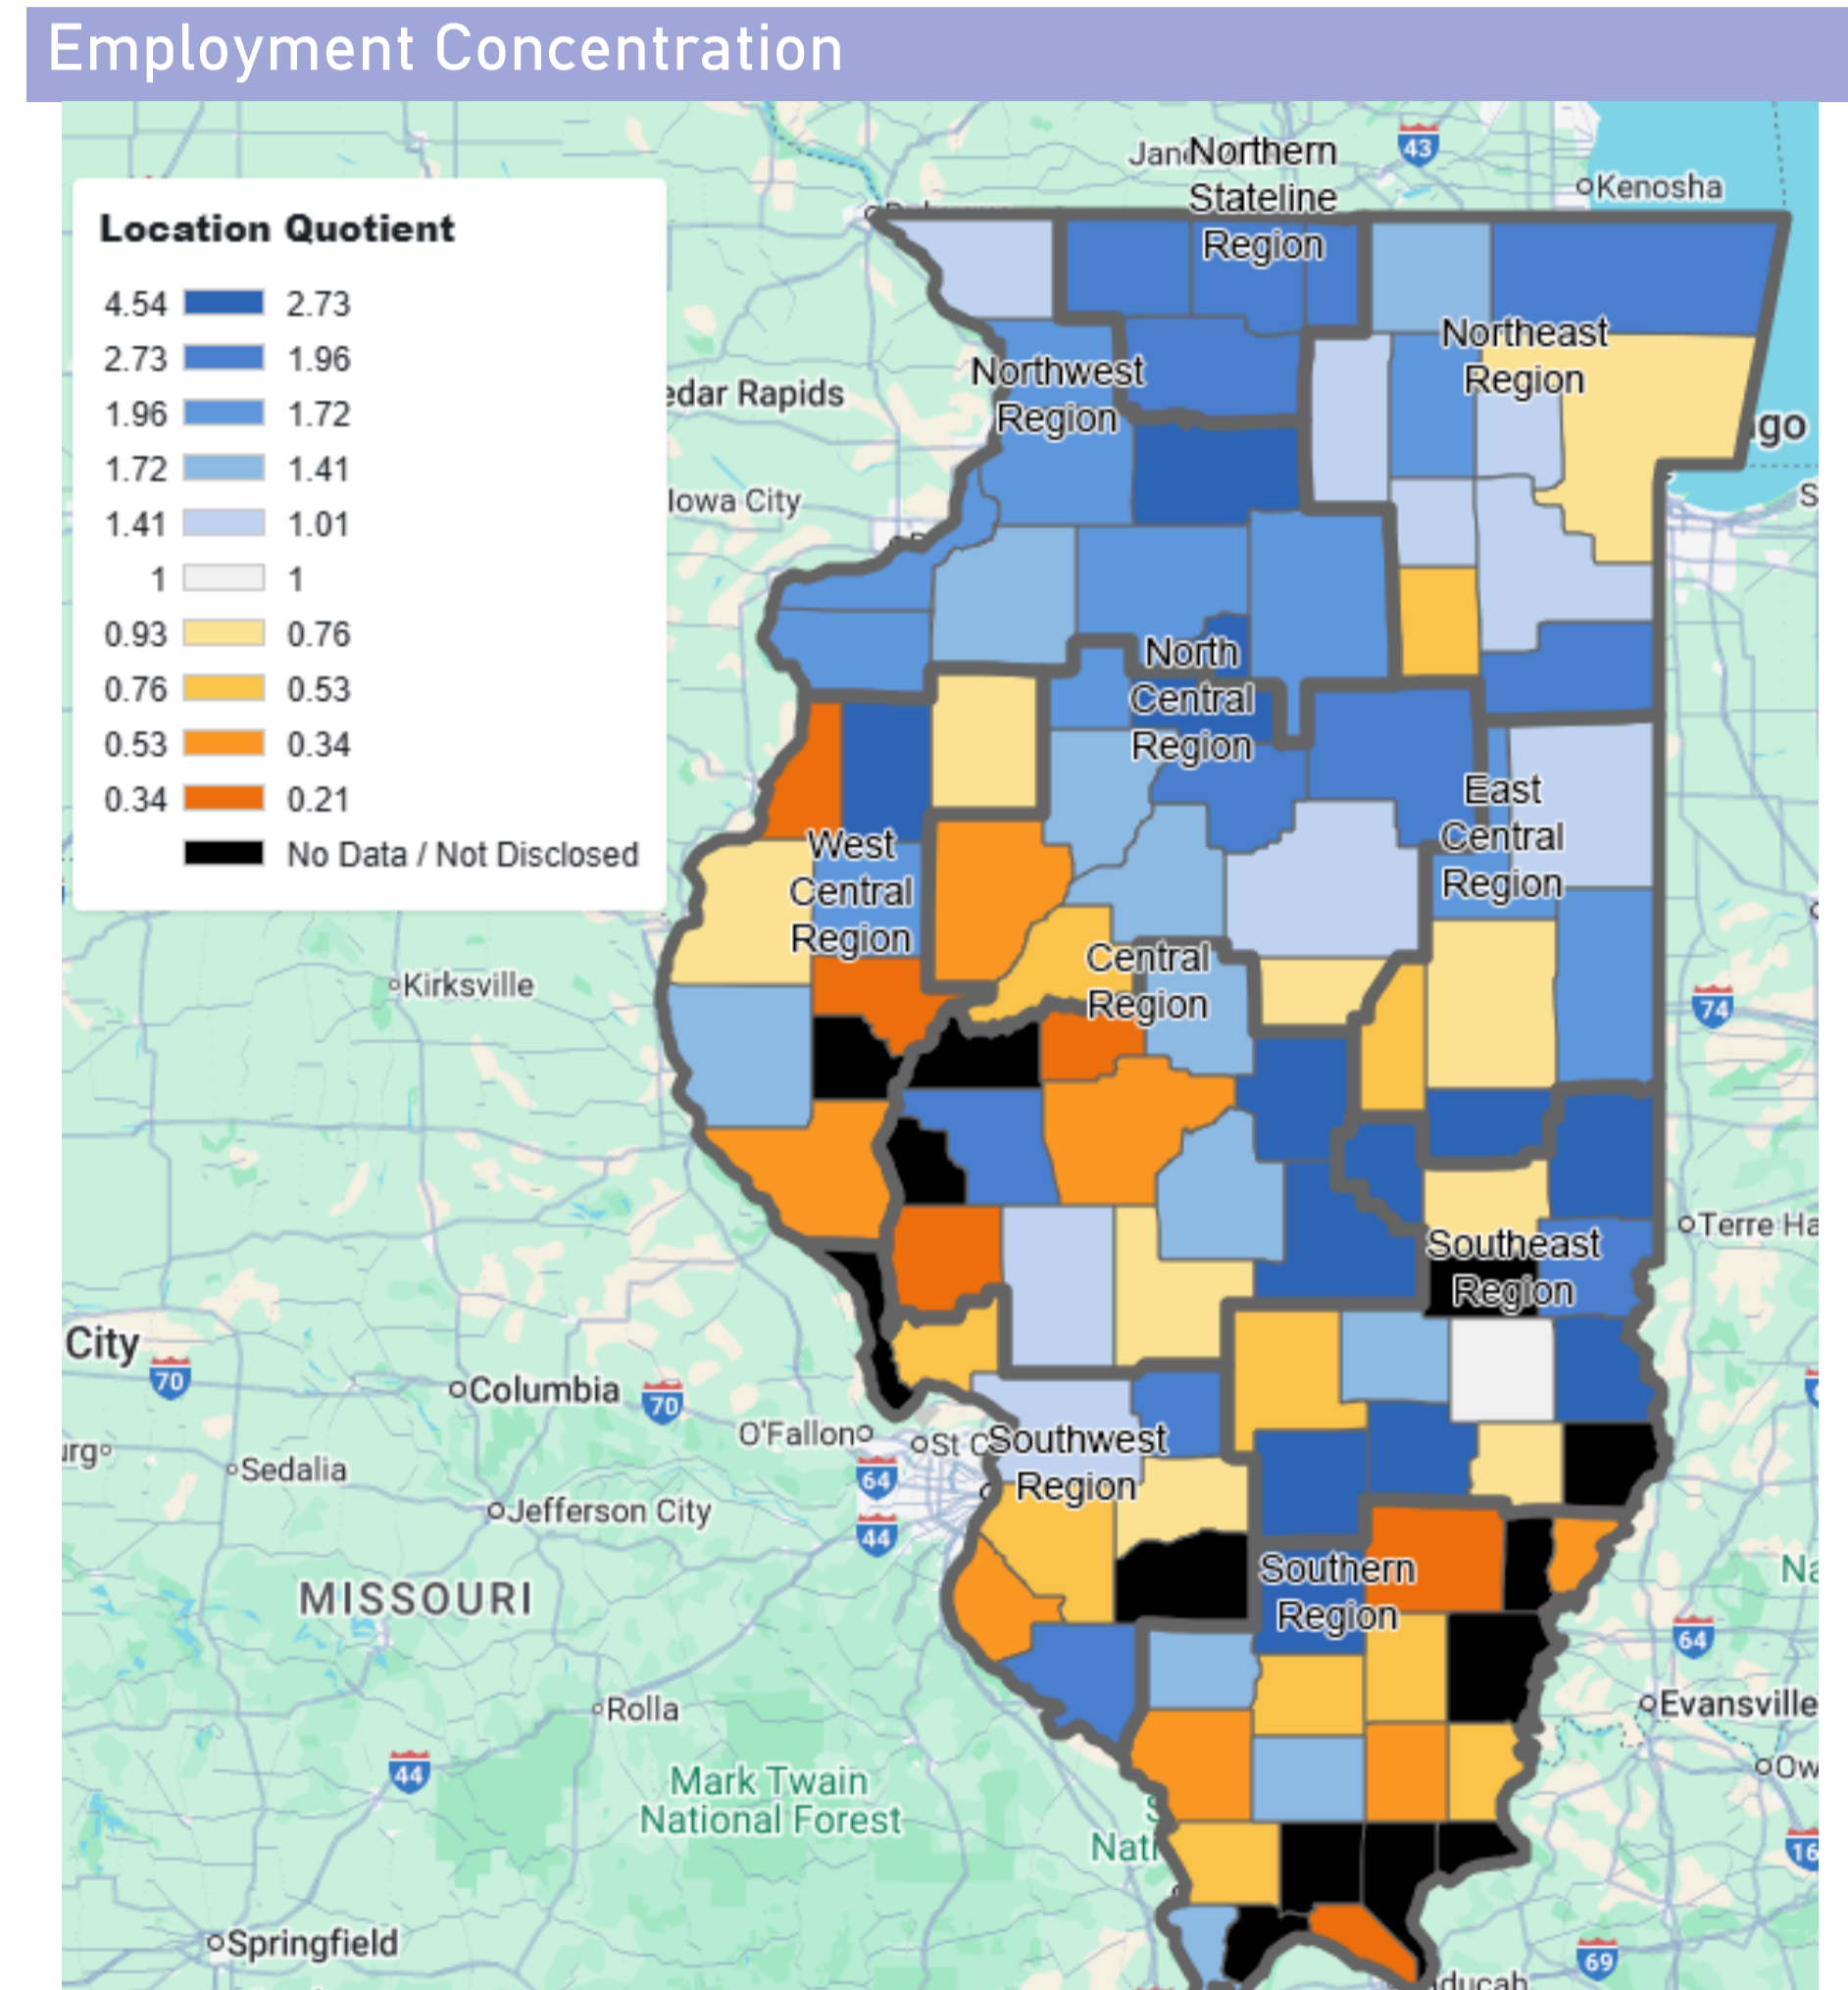 Employment Concentration
Location Quotient
4.54 2.73
2.73 1.96
1.96 1.72
1.72 1.41
1.41 1.01
1 1
0.93 0.76
0.76 0.53
0.53 0.34
0.34 0.21
No Data / Not Disclosed
Northern
Stateline
Region
43
Kenosha
Northeast
Region
Northwest
Region
edar Rapids
Iowa City
North
Central
Region
East
Central
Region
West
Central
Region
Central
Region
Kirksville
74
Terre Ha
Southeast
Region
City
70
Columbia
70
O'Fallon
St C
Southwest
Region
64
44
Sedalia
Jefferson City
MISSOURI
Southern
Region
64
Evansville
Rolla
44
Mark Twain
National Forest
Nati
16
Springfield
69